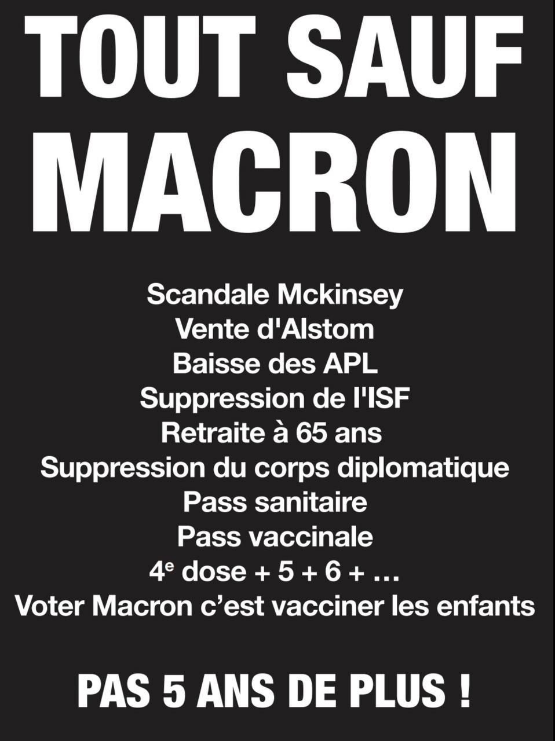 TOUT SAUF
MACRON
Scandale Mckinsey
Vente d'Alstom
Baisse des APL
Suppression de l'ISF
Retraite à 65 ans
Suppression du corps diplomatique
Pass sanitaire
Pass vaccinale
4e dose + 5 + 6 + ...
Voter Macron c’est vacciner les enfants
PAS 5 ANS DE PLUS !